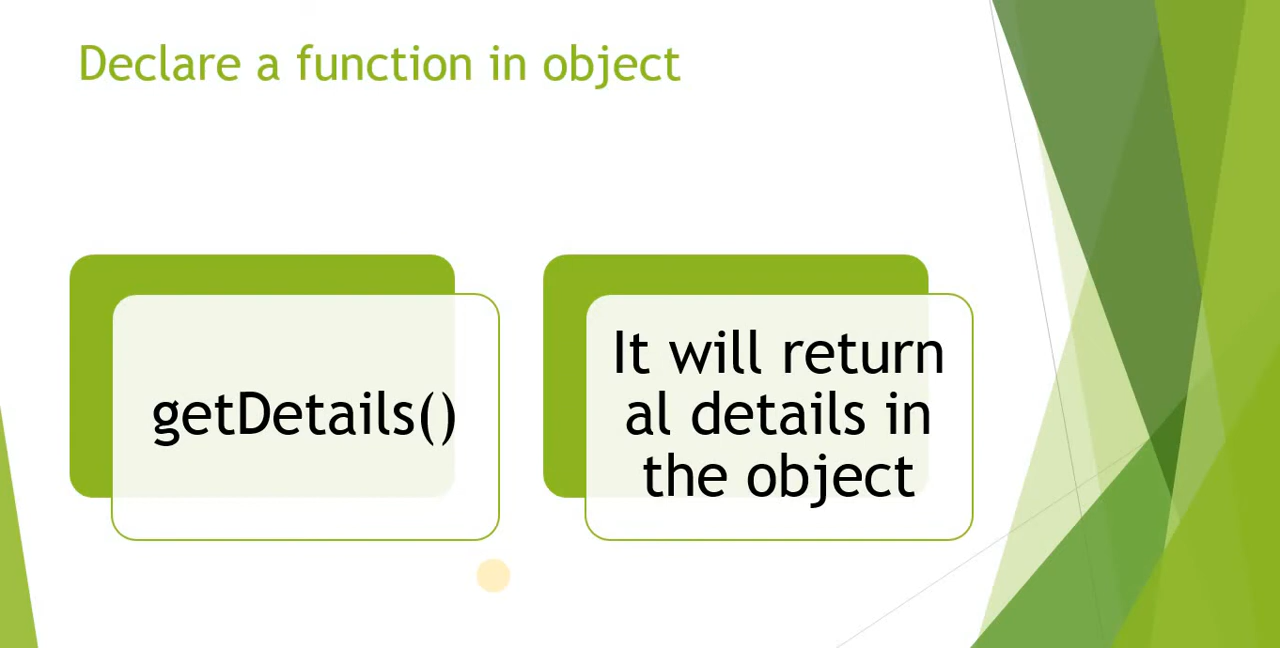 Declare a function in object
getDetails()
It will return
al details in
the object